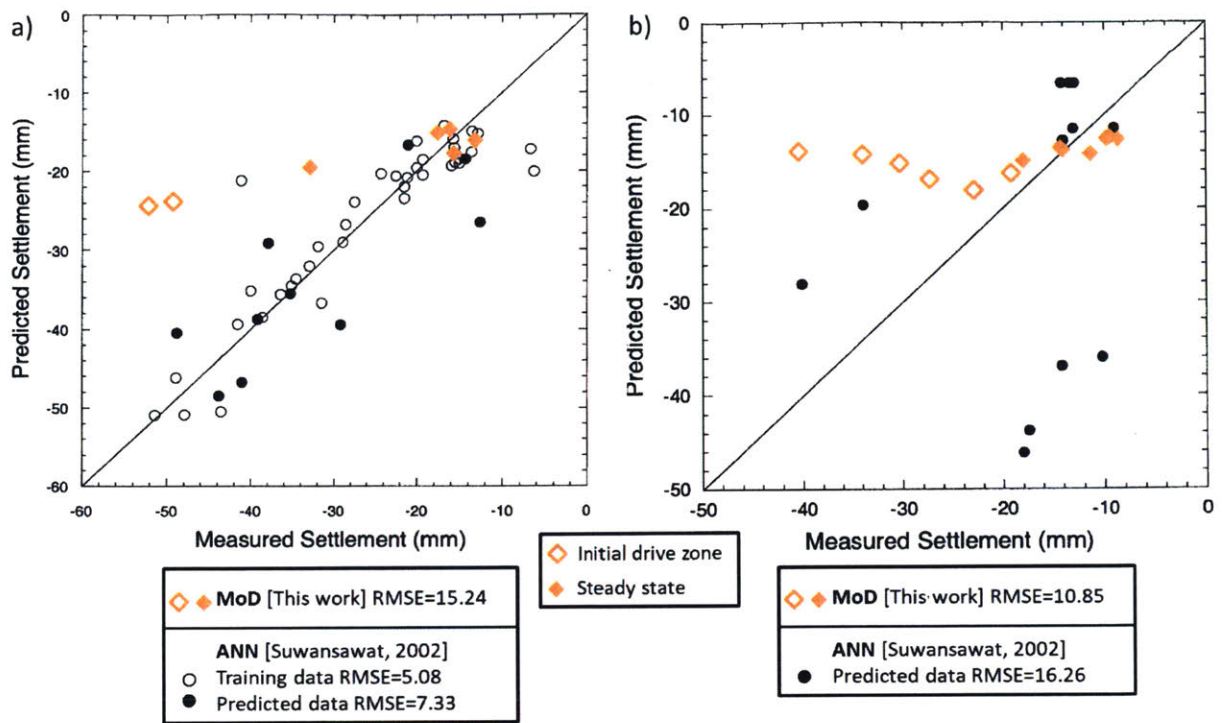 a)
0
-10
-20
-30
-40
-50
-60
Predicted Settlement (mm)
-60 -50 -40 -30 -20 -10 0
Measured Settlement (mm)
b)
0
-10
-20
-30
-40
-50
Predicted Settlement (mm)
-50 -40 -30 -20 -10 0
Measured Settlement (mm)
Initial drive zone
Steady state
MoD [This work] RMSE=15.24
ANN [Suwansawat, 2002]
Training data RMSE=5.08
Predicted data RMSE=7.33
MoD [This work] RMSE=10.85
ANN [Suwansawat, 2002]
Predicted data RMSE=16.26